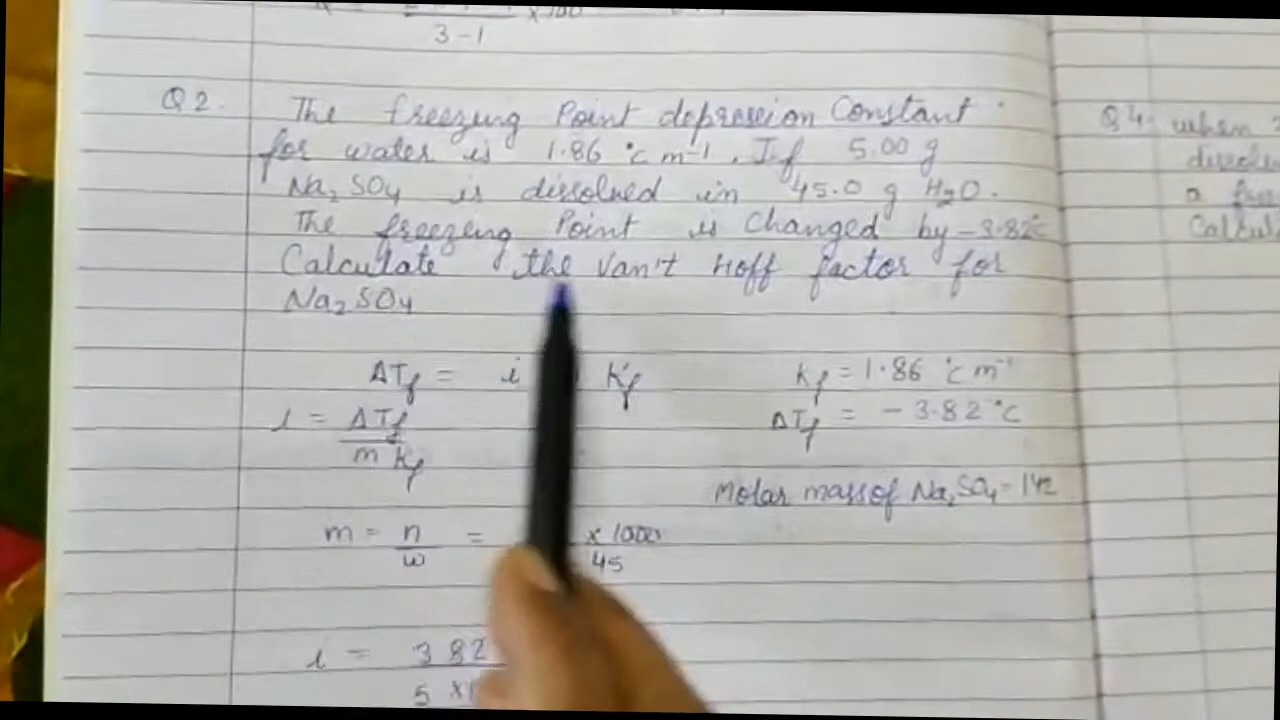 3-1
Q2. The freezing Point depression Constant
for water is 1.86 °c m⁻¹. If 5.00 g
Na₂SO₄ is dissolved in 45.0 g H₂O.
The freezing Point is Changed by -3.82°C
Calculate the Van't Hoff factor for
Na₂SO₄
ΔTf = i Kf
Kf = 1.86 °c m⁻¹
i = ΔTf / m Kf
ΔTf = -3.82 °C
Molar mass of Na₂SO₄ = 142
m = n / w = × 1000 / 45
i = 3 82
5 ×
Q4. when
a
Calcul